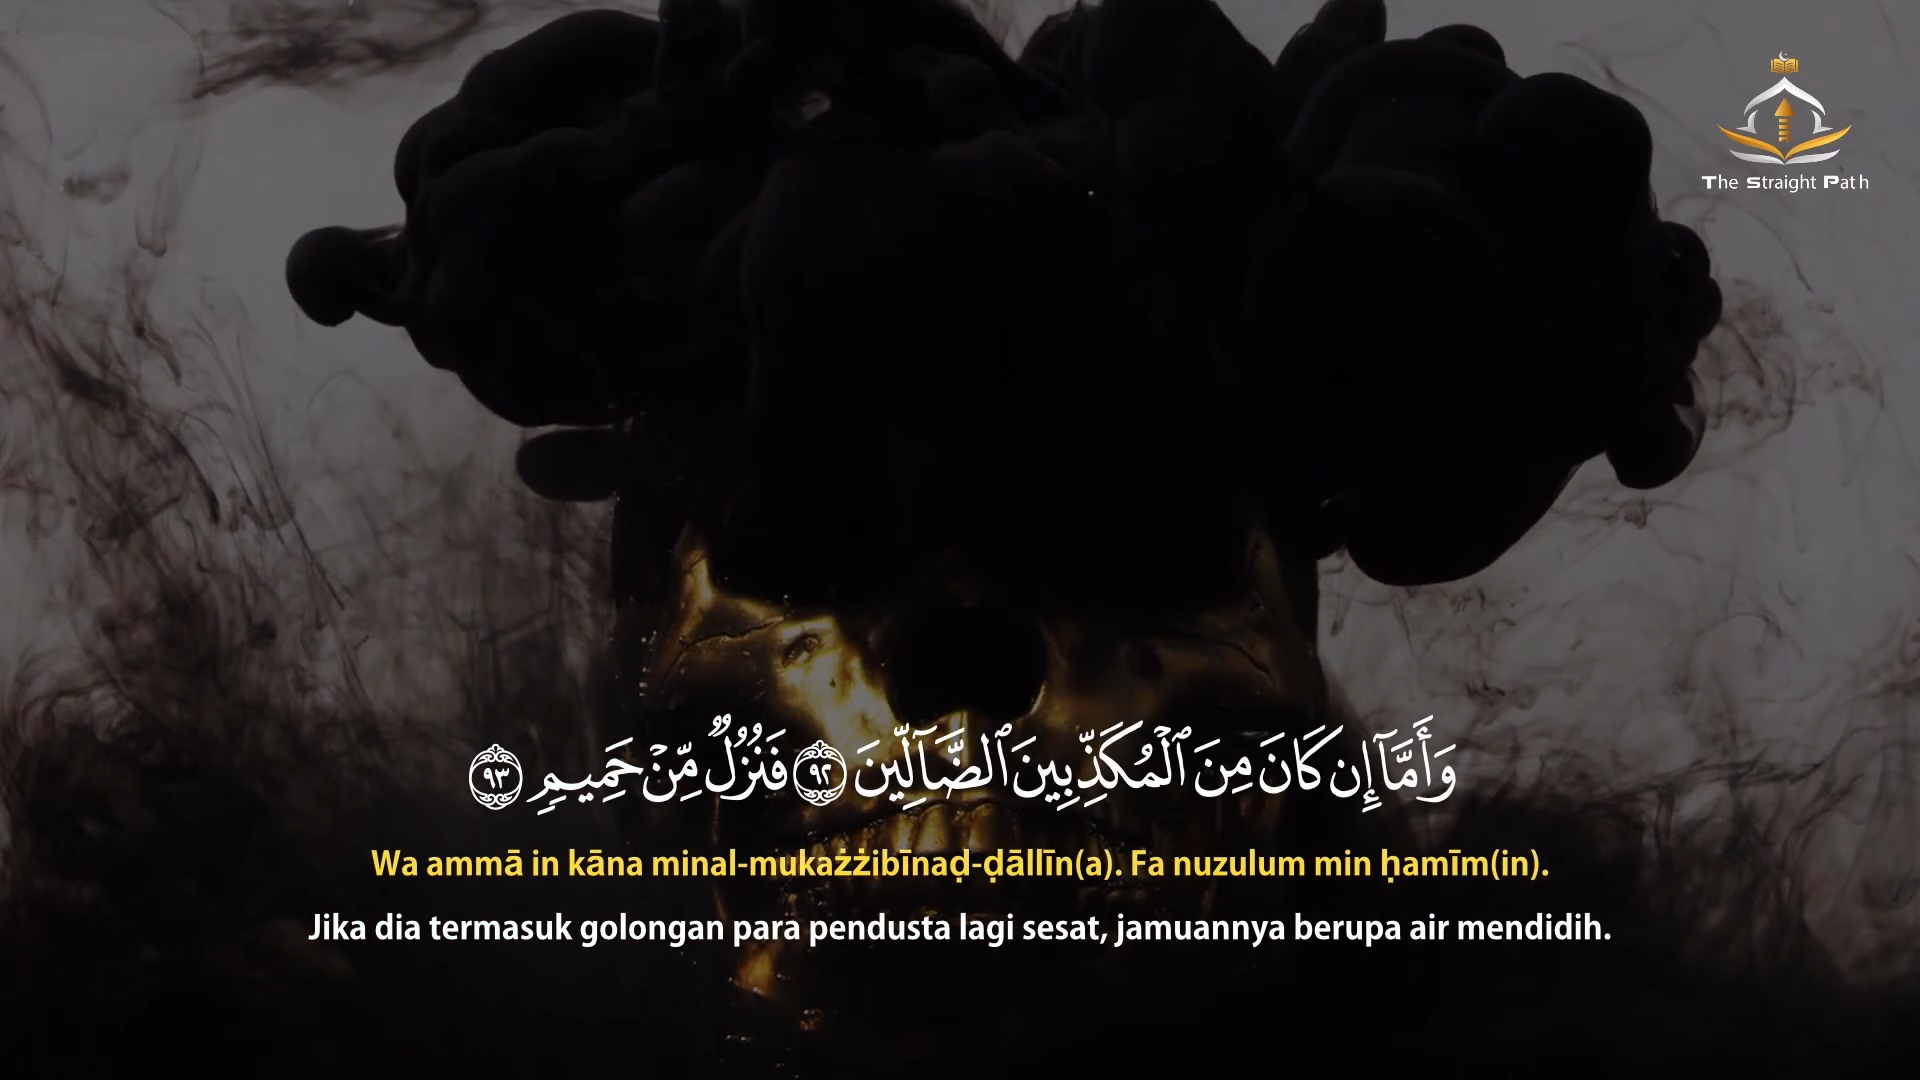 The Straight Path
وَأَمَّآ إِن كَانَ مِنَ ٱلْمُكَذِّبِينَ ٱلضَّآلِّينَ ٩٢ فَنُزُلٌ مِّنْ حَمِيمٍ ٩٣
Wa ammā in kāna minal-mukażżibīnaḍ-ḍāllīn(a). Fa nuzulum min ḥamīm(in).
Jika dia termasuk golongan para pendusta lagi sesat, jamuannya berupa air mendidih.